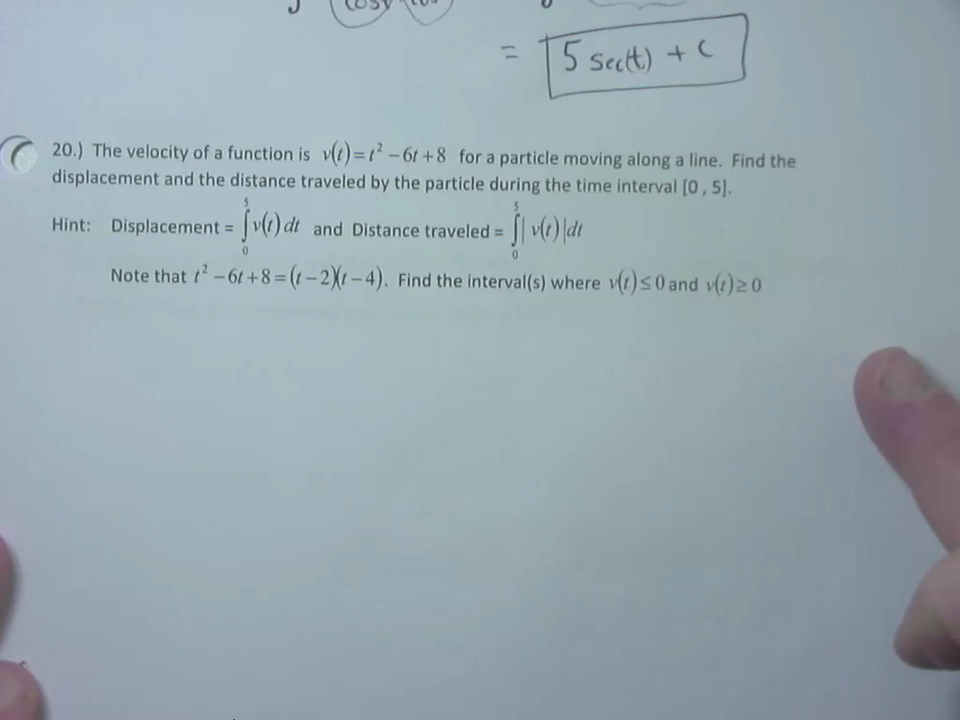 = 5 sec(t) + C
20.) The velocity of a function is v(t)=t² −6t+8 for a particle moving along a line. Find the
displacement and the distance traveled by the particle during the time interval [0 , 5].
Hint: Displacement = ∫₀⁵ v(t) dt and Distance traveled = ∫₀⁵ | v(t) |dt
Note that t² −6t+8=(t−2)(t−4). Find the interval(s) where v(t)≤0 and v(t)≥0